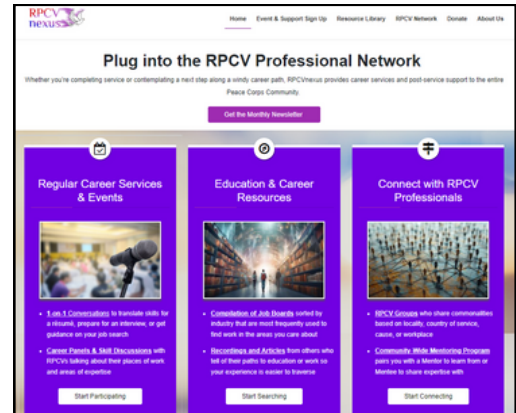 RPCV
nexus
Home Event & Support Sign Up Resource Library RPCV Network Donate About Us
Plug into the RPCV Professional Network
Whether you're completing service or contemplating a next step along a windy career path, RPCVnexus provides career services and post-service support to the entire
Peace Corps Community.
Get the Monthly Newsletter
Regular Career Services
& Events
1-on-1 Conversations to translate skills for
a résumé, prepare for an interview, or get
guidance on your job search
Career Panels & Skill Discussions with
RPCVs talking about their places of work
and areas of expertise
Start Participating
Education & Career
Resources
Compilation of Job Boards sorted by
industry that are most frequently used to
find work in the areas you care about
Recordings and Articles from others who
tell of their paths to education or work so
your experience is easier to traverse
Start Searching
Connect with RPCV
Professionals
RPCV Groups who share commonalities
based on locality, country of service,
cause, or workplace
Community Wide Mentoring Program
pairs you with a Mentor to learn from or
Mentee to share expertise with
Start Connecting